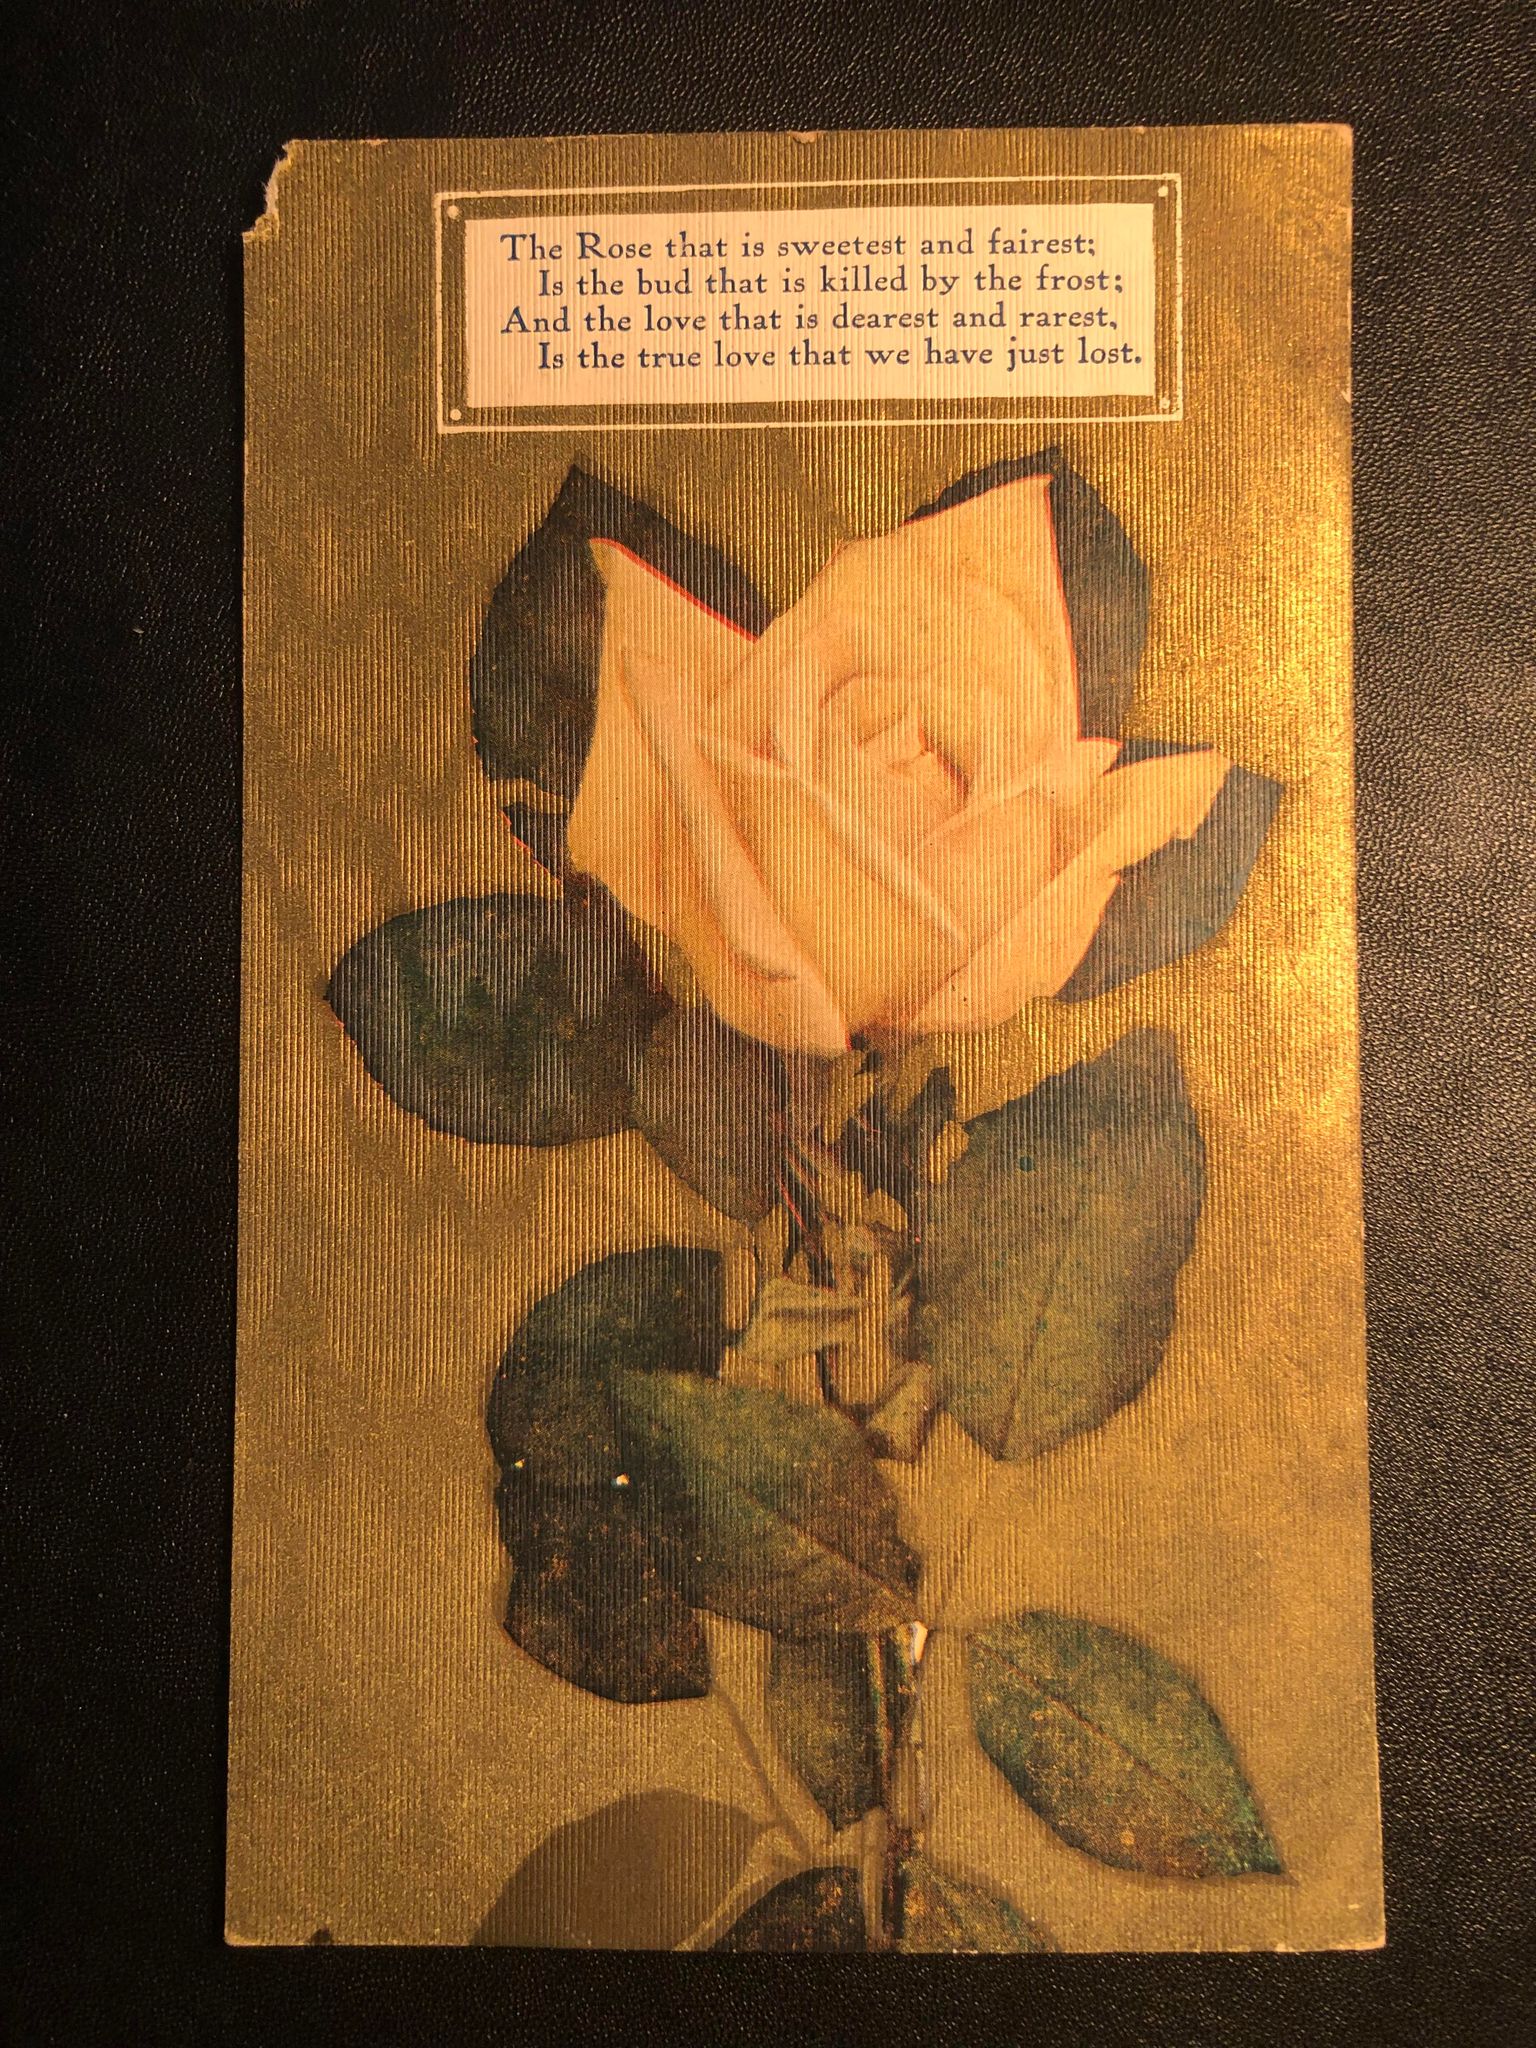 The Rose that is sweetest and fairest;
Is the bud that is killed by the frost;
And the love that is dearest and rarest,
Is the true love that we have just lost.